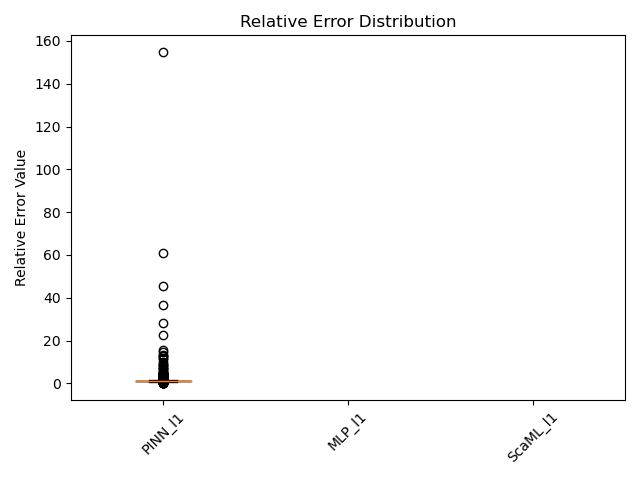 Relative Error Distribution
160
140
120
100
80
60
40
20
0
Relative Error Value
PINN_l1
MLP_l1
ScaML_l1